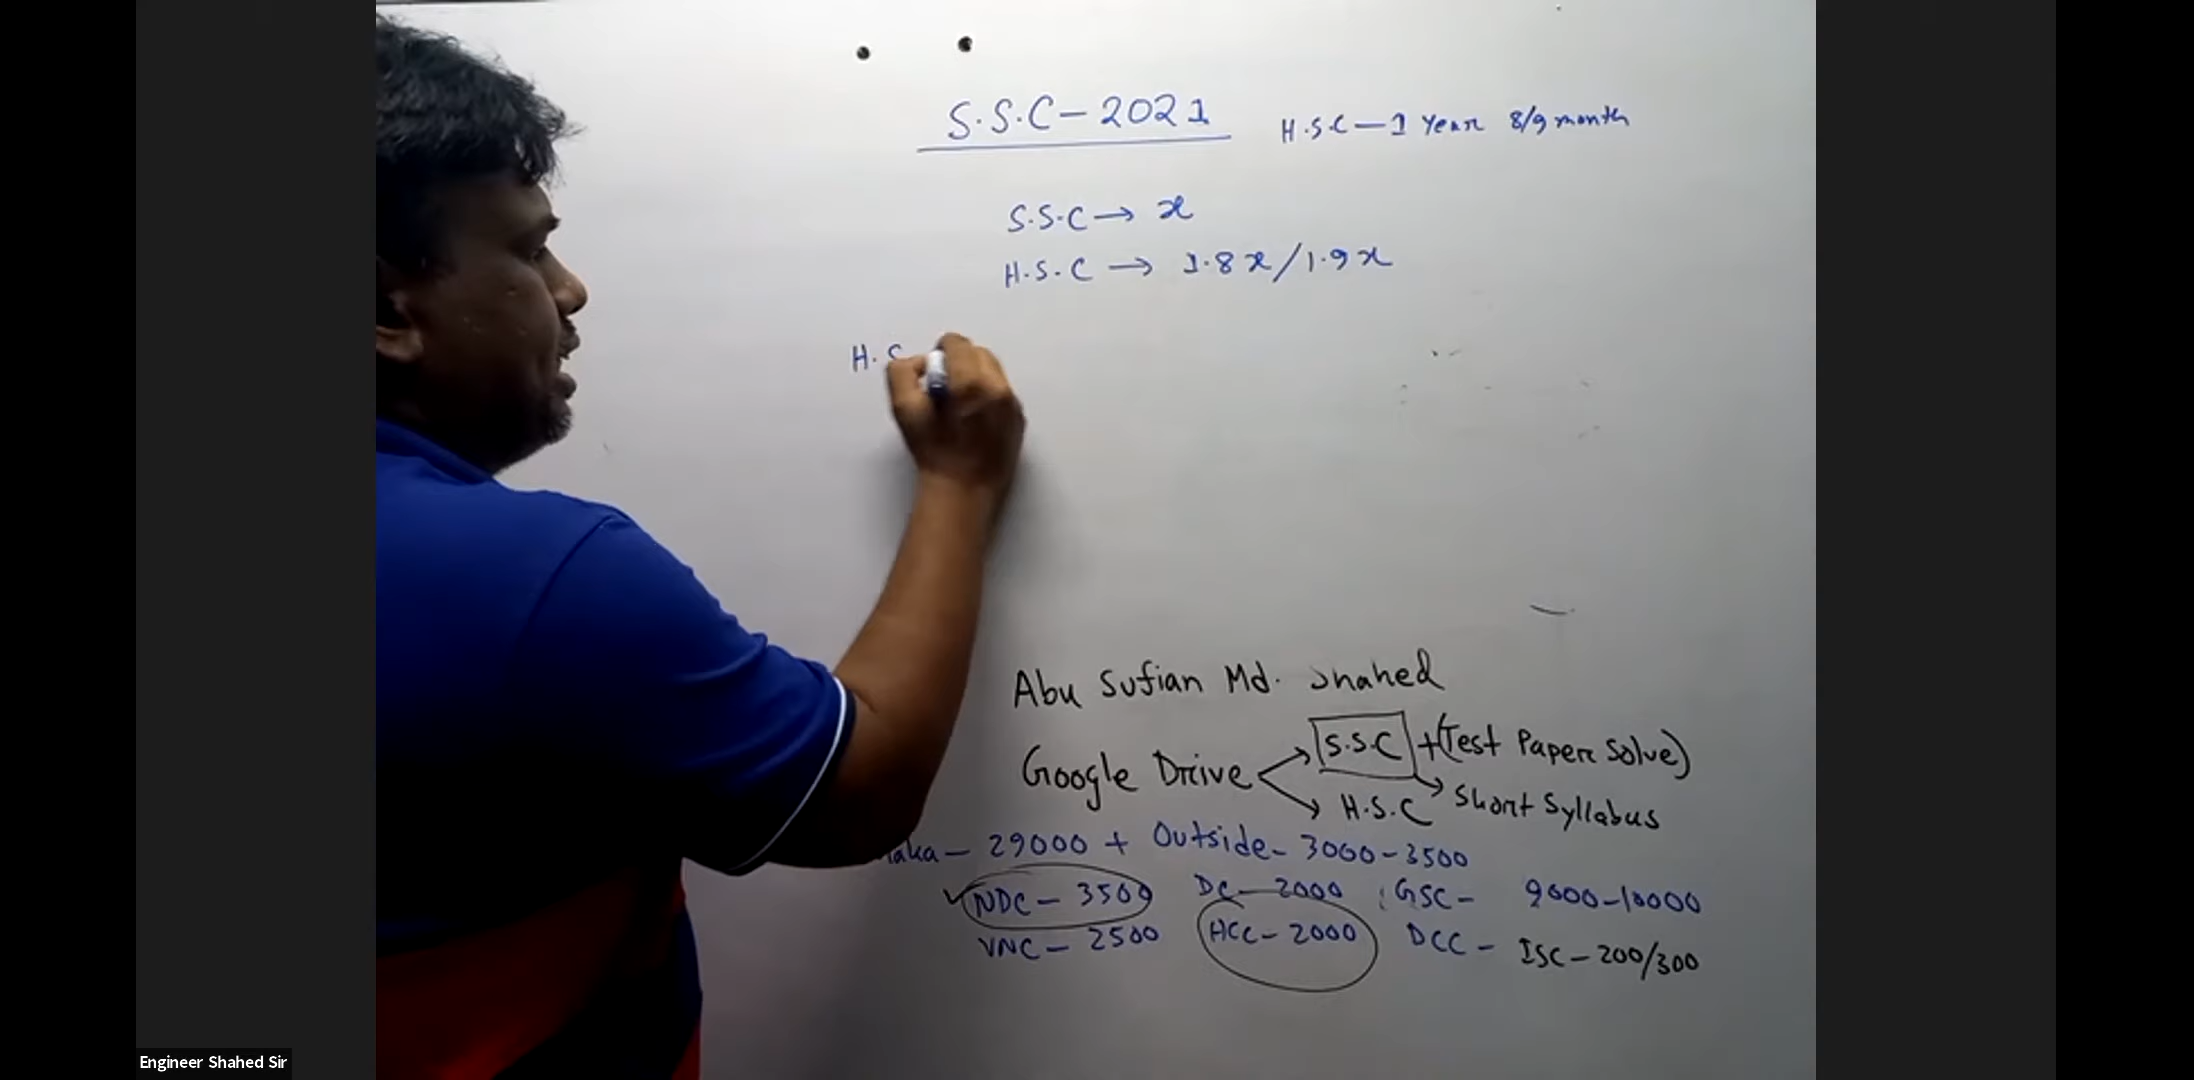 S.S.C - 2021
H.S.C - 1 Year 8/9 month
S.S.C → x
H.S.C → 1.8x/1.9x
H.S
Abu Sufian Md. Shahed
Google Drive
S.S.C + (Test Paper Solve)
H.S.C
Short Syllabus
aka - 29000 + Outside - 3000-3500
NDC - 3500 DC - 2000 GSC - 9000-10000
VNC - 2500 HCC - 2000 DCC - ISC - 200/300
Engineer Shahed Sir